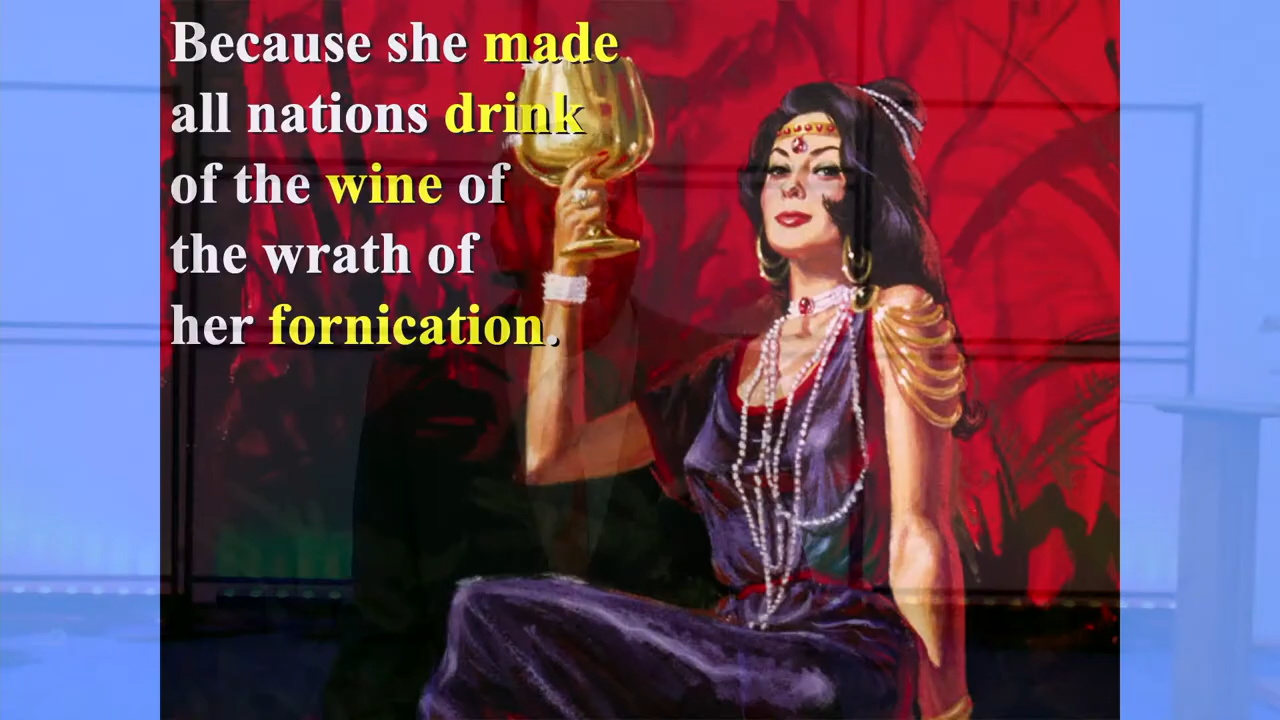 Because she made
all nations drink
of the wine of
the wrath of
her fornication.